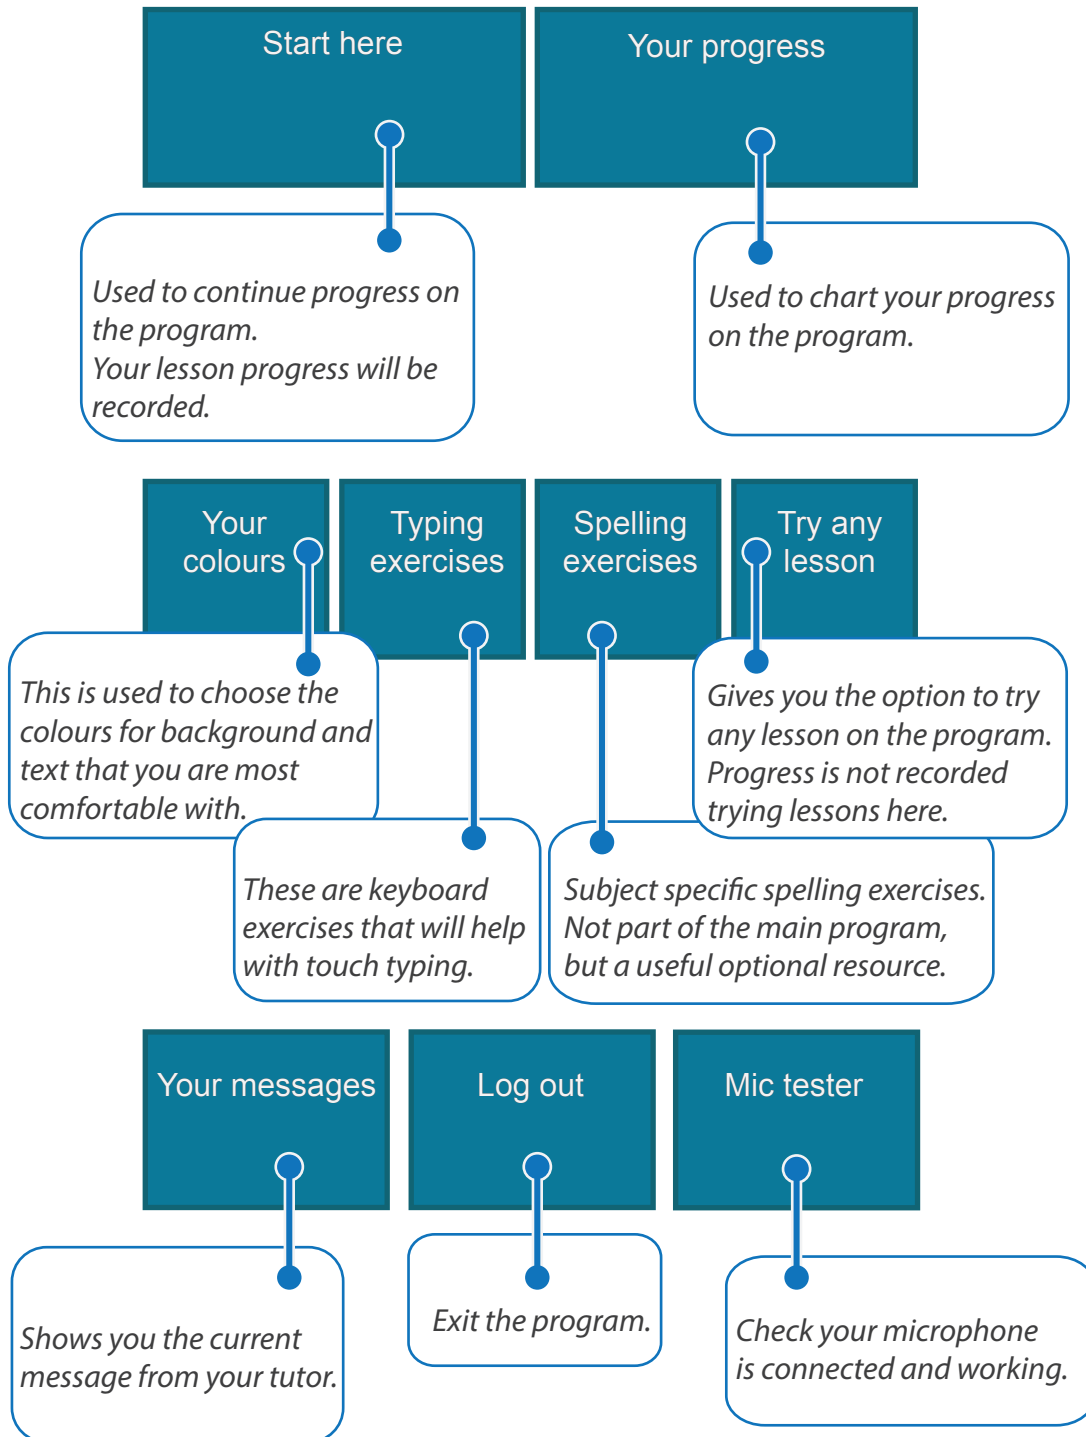 Start here
Your progress
Used to continue progress on
the program.
Your lesson progress will be
recorded.
Used to chart your progress
on the program.
Your
colours
Typing
exercises
Spelling
exercises
Try any
lesson
This is used to choose the
colours for background and
text that you are most
comfortable with.
These are keyboard
exercises that will help
with touch typing.
Subject specific spelling exercises.
Not part of the main program,
but a useful optional resource.
Gives you the option to try
any lesson on the program.
Progress is not recorded
trying lessons here.
Your messages
Log out
Mic tester
Shows you the current
message from your tutor.
Exit the program.
Check your microphone
is connected and working.